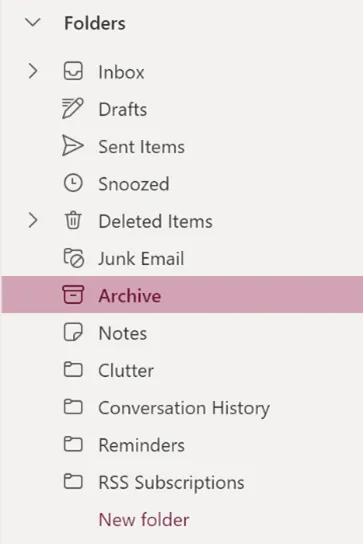 Folders
Inbox
Drafts
Sent Items
Snoozed
Deleted Items
Junk Email
Archive
Notes
Clutter
Conversation History
Reminders
RSS Subscriptions
New folder